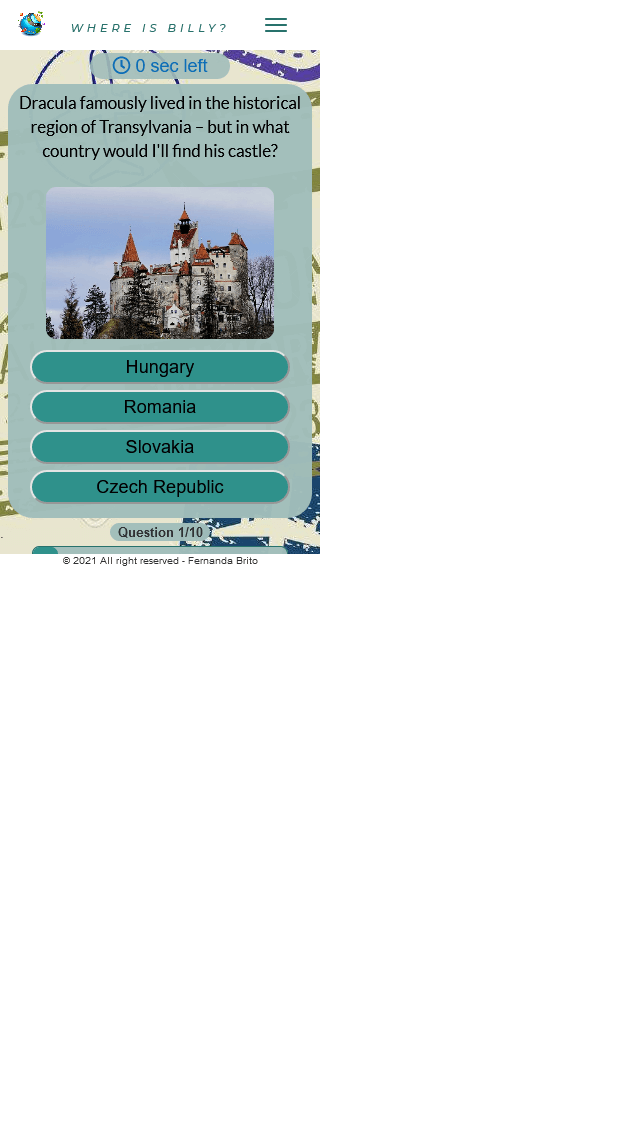 WHERE IS BILLY?
0 sec left
Dracula famously lived in the historical
region of Transylvania – but in what
country would I'll find his castle?
Hungary
Romania
Slovakia
Czech Republic
Question 1/10
© 2021 All right reserved - Fernanda Brito